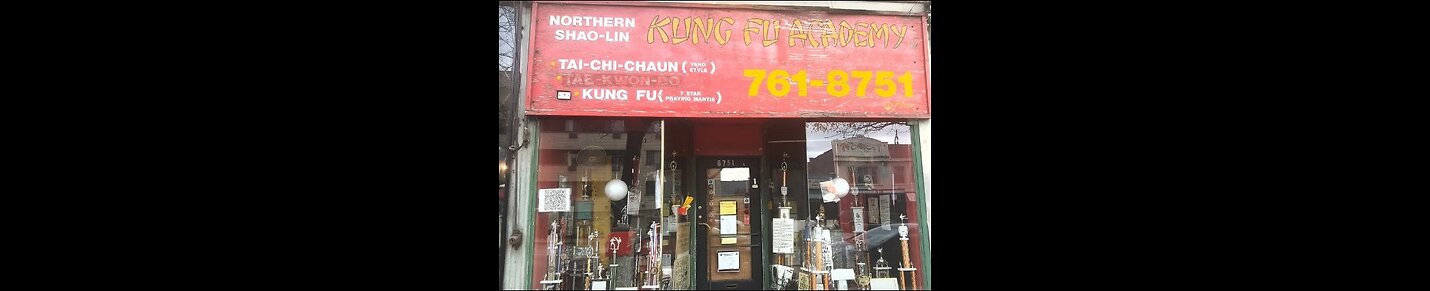 NORTHERN
SHAO-LIN
KUNG FU ACADEMY
TAI-CHI-CHAUN (YANG STYLE)
TAE-KWON-DO
KUNG FU (7 STAR PRAYING MANTIS)
761-8751
6751